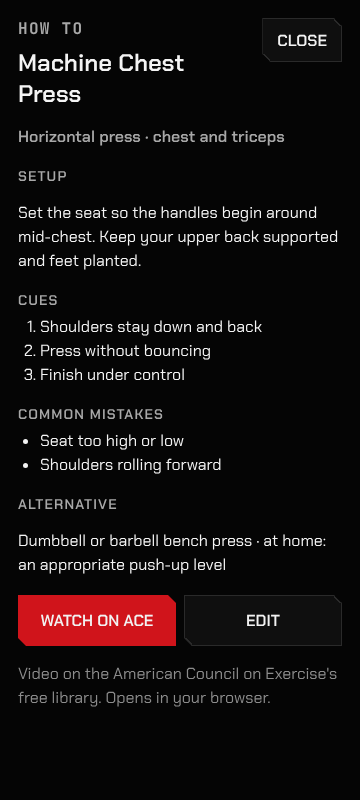 HOW TO
CLOSE
Machine Chest
Press
Horizontal press · chest and triceps
SETUP
Set the seat so the handles begin around
mid-chest. Keep your upper back supported
and feet planted.
CUES
1. Shoulders stay down and back
2. Press without bouncing
3. Finish under control
COMMON MISTAKES
• Seat too high or low
• Shoulders rolling forward
ALTERNATIVE
Dumbbell or barbell bench press · at home:
an appropriate push-up level
WATCH ON ACE
EDIT
Video on the American Council on Exercise's
free library. Opens in your browser.